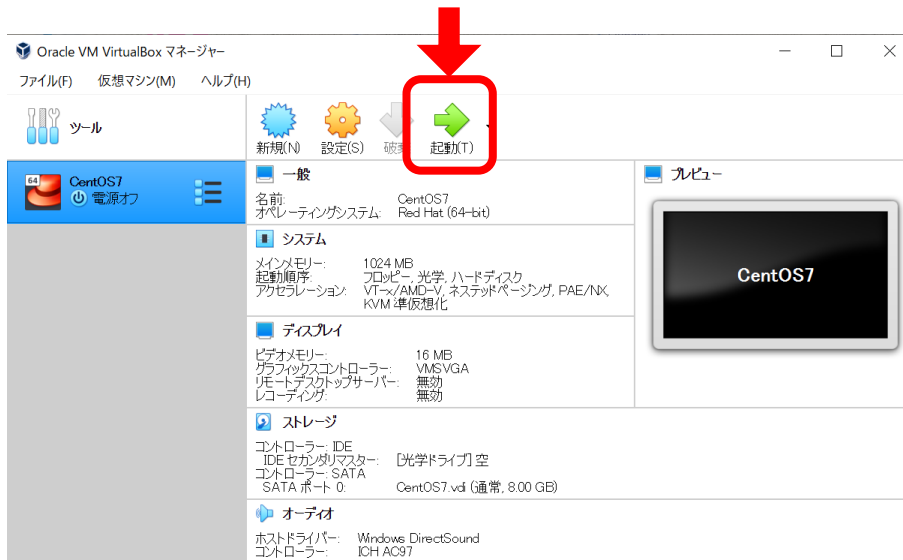 Oracle VM VirtualBox マネージャー
ファイル(F) 仮想マシン(M) ヘルプ(H)
ツール
新規(N) 設定(S) 起動(T)
64
CentOS7
電源オフ
一般
名前: CentOS7
オペレーティングシステム: Red Hat (64-bit)
システム
メインメモリー: 1024 MB
起動順序: フロッピー, 光学, ハードディスク
アクセラレーション: VT-x/AMD-V, ネステッドページング, PAE/NX,
KVM 準仮想化
ディスプレイ
ビデオメモリー: 16 MB
グラフィックスコントローラー: VMSVGA
リモートデスクトップサーバー: 無効
レコーディング: 無効
ストレージ
コントローラー: IDE
IDE セカンダリマスター: [光学ドライブ] 空
コントローラー: SATA
SATA ポート 0: CentOS7.vdi (通常, 8.00 GB)
オーディオ
ホストドライバー: Windows DirectSound
コントローラー: ICH AC97
プレビュー
CentOS7